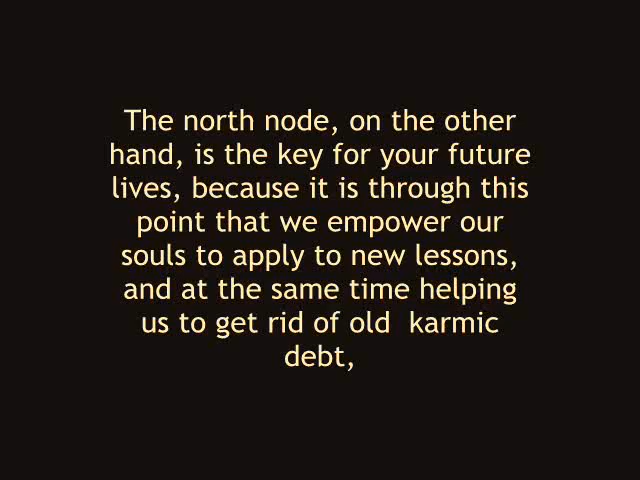 The north node, on the other
hand, is the key for your future
lives, because it is through this
point that we empower our
souls to apply to new lessons,
and at the same time helping
us to get rid of old  karmic
debt,